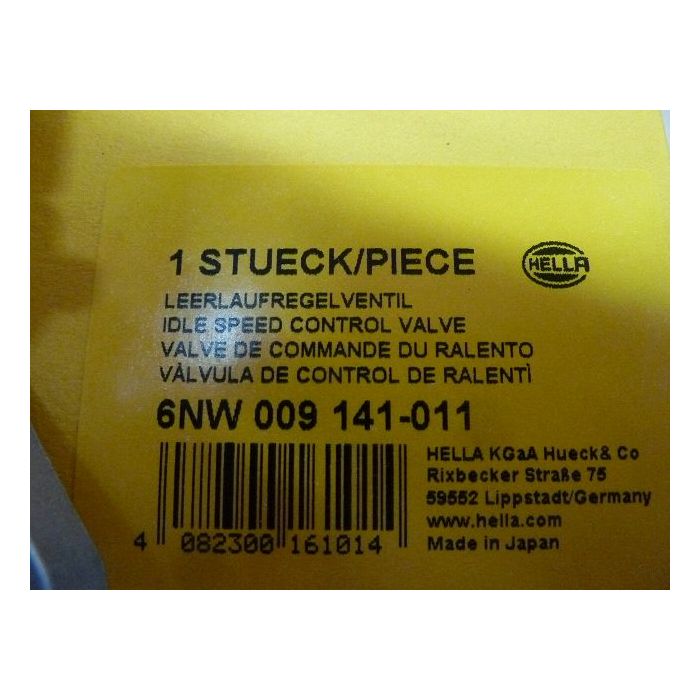 1 STUECK/PIECE
HELLA
LEERLAUFREGELVENTIL
IDLE SPEED CONTROL VALVE
VALVE DE COMMANDE DU RALENTO
VÀLVULA DE CONTROL DE RALENTÌ
6NW 009 141-011
HELLA KGaA Hueck& Co
Rixbecker Straße 75
59552 Lippstadt/Germany
www.hella.com
Made in Japan
4 082300 161014